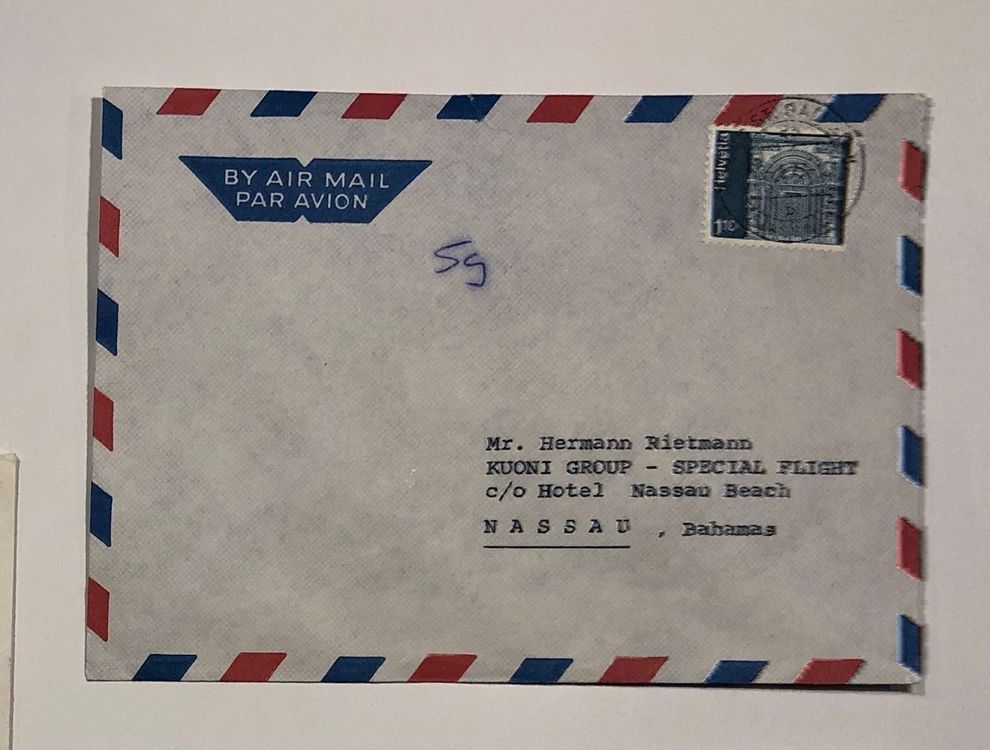 BY AIR MAIL
PAR AVION
Helvetia
5g
Mr. Hermann Rietmann
KUONI GROUP - SPECIAL FLIGHT
c/o Hotel Nassau Beach
N A S S A U , Bahamas